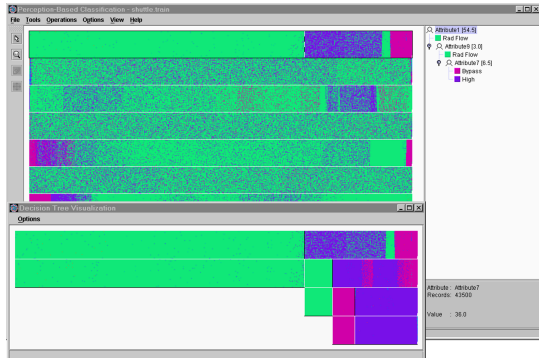 Perception-Based Classification - shuttle train
File Tools Operations Options View Help
Attribute1 [54.5]
Rad Flow
Attribute9 [3.0]
Rad Flow
Attribute7 [6.5]
Bypass
High
Decision Tree Visualization
Options
Attribute: Attribute7
Records: 43500
Value : 36.0